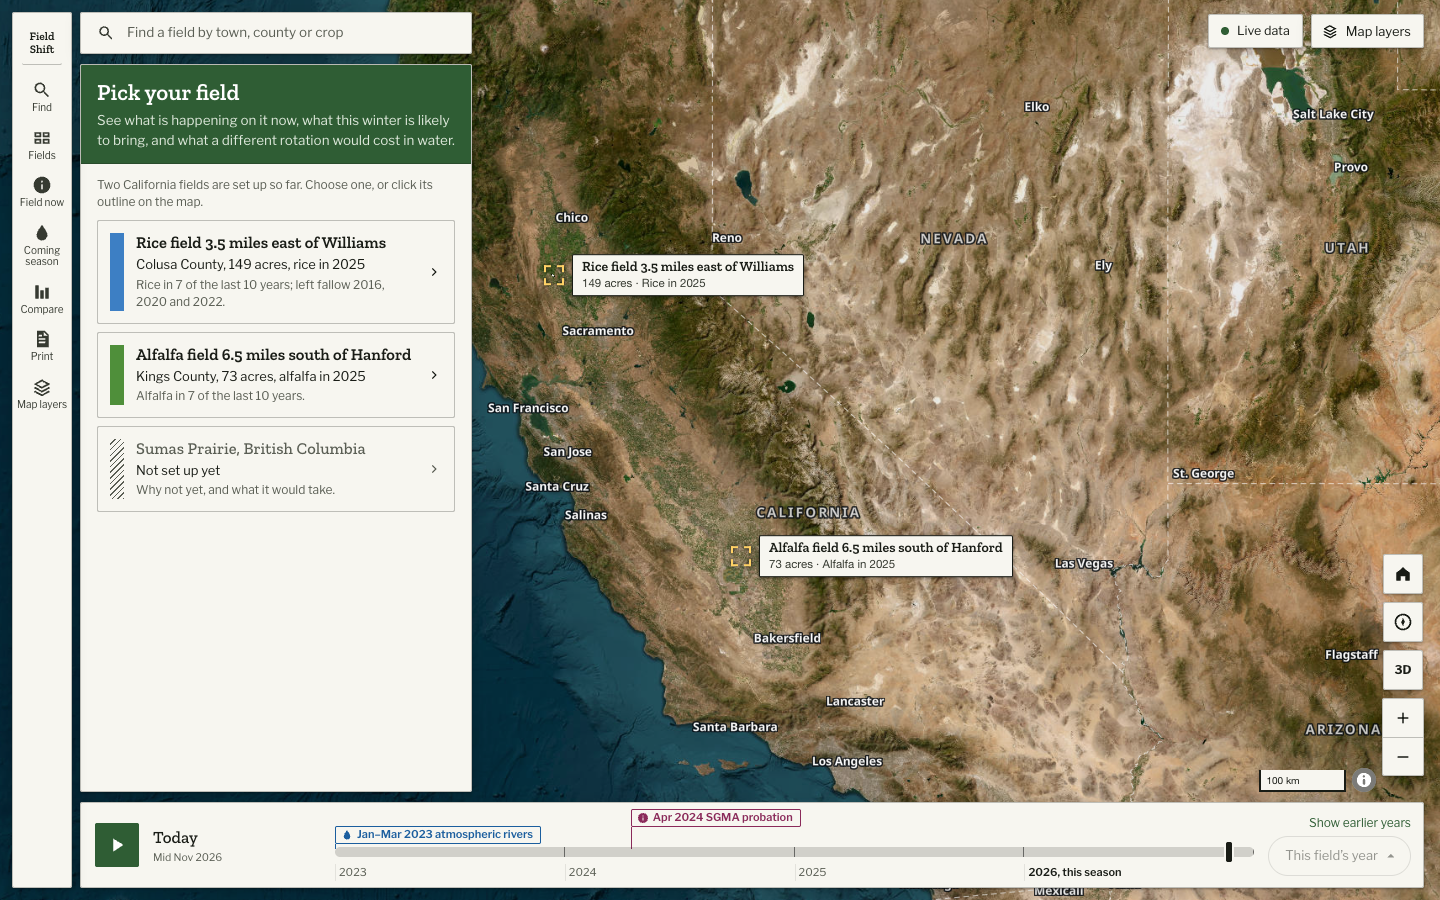 Field
Shift
Find
Fields
Field now
Coming
season
Compare
Print
Map layers
Find a field by town, county or crop
Pick your field
See what is happening on it now, what this winter is likely
to bring, and what a different rotation would cost in water.
Two California fields are set up so far. Choose one, or click its
outline on the map.
Rice field 3.5 miles east of Williams
Colusa County, 149 acres, rice in 2025
Rice in 7 of the last 10 years; left fallow 2016,
2020 and 2022.
Alfalfa field 6.5 miles south of Hanford
Kings County, 73 acres, alfalfa in 2025
Alfalfa in 7 of the last 10 years.
Sumas Prairie, British Columbia
Not set up yet
Why not yet, and what it would take.
Live data
Map layers
Elko
Salt Lake City
Provo
Chico
Reno
NEVADA
UTAH
Ely
Rice field 3.5 miles east of Williams
149 acres · Rice in 2025
Sacramento
San Francisco
San Jose
St. George
Santa Cruz
Salinas
CALIFORNIA
Alfalfa field 6.5 miles south of Hanford
73 acres · Alfalfa in 2025
Las Vegas
Bakersfield
Flagstaff
3D
Lancaster
Santa Barbara
ARIZONA
Los Angeles
100 km
Today
Mid Nov 2026
Jan–Mar 2023 atmospheric rivers
Apr 2024 SGMA probation
2023
2024
2025
2026, this season
Show earlier years
This field's year
Mexicali